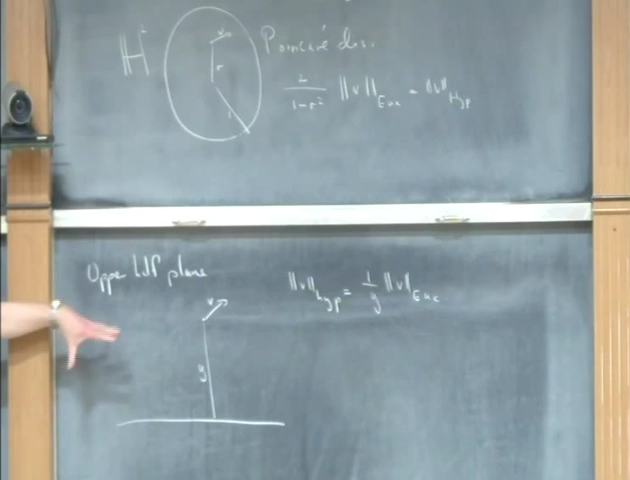 ℍ² v r 1 Poincaré disc.
2/(1-r²) ||v||Euc = ||v||Hyp
Upper half plane ||v||hyp = 1/y ||v||Euc
v
y